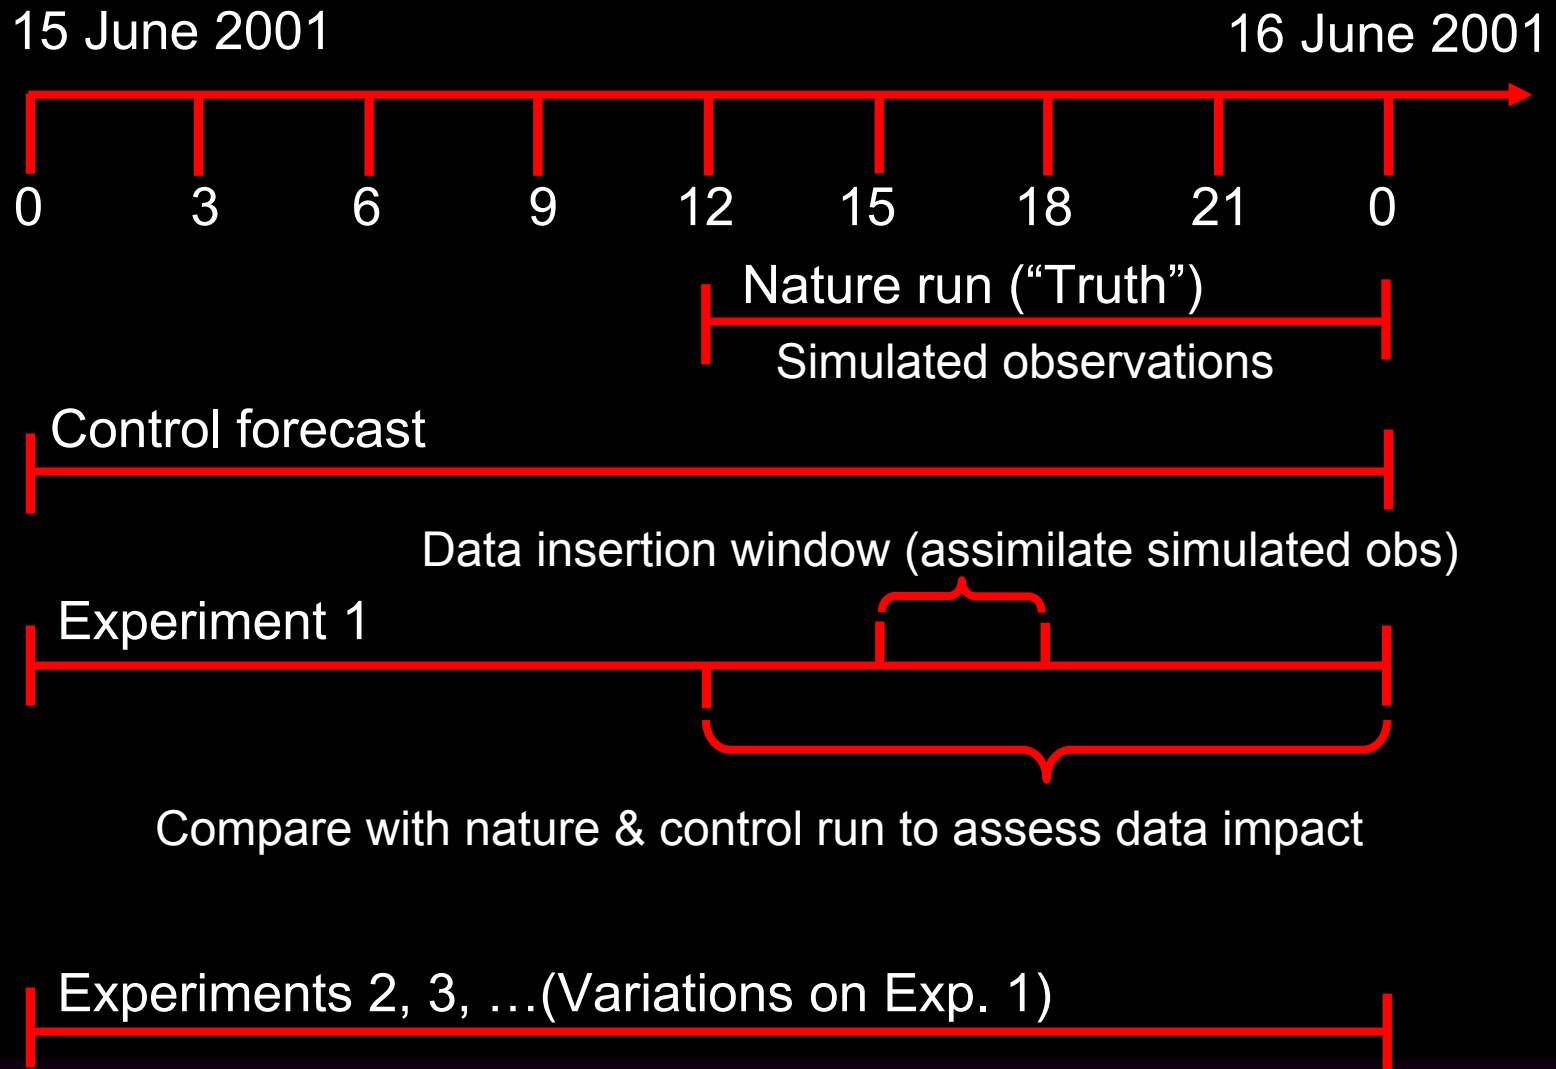 15 June 2001 16 June 2001
0 3 6 9 12 15 18 21 0
Nature run (“Truth”)
Simulated observations
Control forecast
Data insertion window (assimilate simulated obs)
Experiment 1
Compare with nature & control run to assess data impact
Experiments 2, 3, …(Variations on Exp. 1)